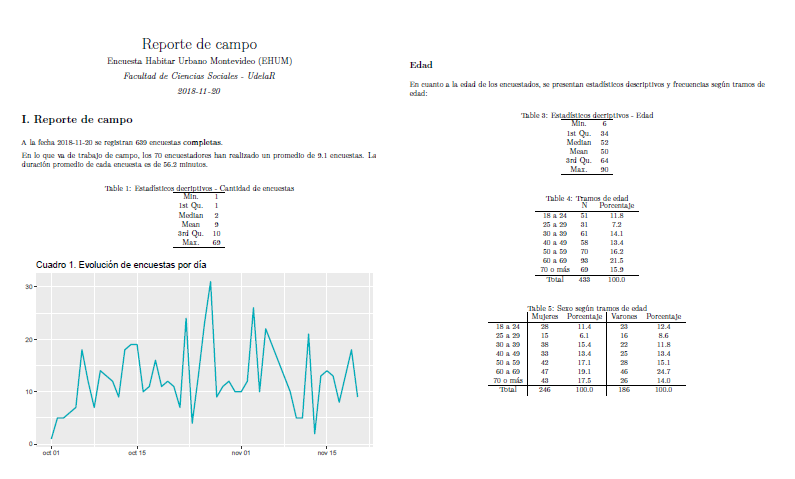 Reporte de campo
Encuesta Habitar Urbano Montevideo (EHUM)
Facultad de Ciencias Sociales - UdelaR
2018-11-20
I. Reporte de campo
A la fecha 2018-11-20 se registran 639 encuestas completas.
En lo que va de trabajo de campo, los 70 encuestadores han realizado un promedio de 9.1 encuestas. La
duración promedio de cada encuesta es de 56.2 minutos.
Table 1: Estadísticos decriptivos - Cantidad de encuestas
Min. 1
1st Qu. 1
Median 2
Mean 9
3rd Qu. 10
Max. 69
Cuadro 1. Evolución de encuestas por día
30
20
10
0
oct 01 oct 15 nov 01 nov 15
Edad
En cuanto a la edad de los encuestados, se presentan estadísticos descriptivos y frecuencias según tramos de
edad:
Table 3: Estadísticos decriptivos - Edad
Min. 6
1st Qu. 34
Median 52
Mean 50
3rd Qu. 64
Max. 90
Table 4: Tramos de edad
N Porcentaje
18 a 24 51 11.8
25 a 29 31 7.2
30 a 39 61 14.1
40 a 49 58 13.4
50 a 59 70 16.2
60 a 69 93 21.5
70 o más 69 15.9
Total 433 100.0
Table 5: Sexo según tramos de edad
Mujeres Porcentaje Varones Porcentaje
18 a 24 28 11.4 23 12.4
25 a 29 15 6.1 16 8.6
30 a 39 38 15.4 22 11.8
40 a 49 33 13.4 25 13.4
50 a 59 42 17.1 28 15.1
60 a 69 47 19.1 46 24.7
70 o más 43 17.5 26 14.0
Total 246 100.0 186 100.0